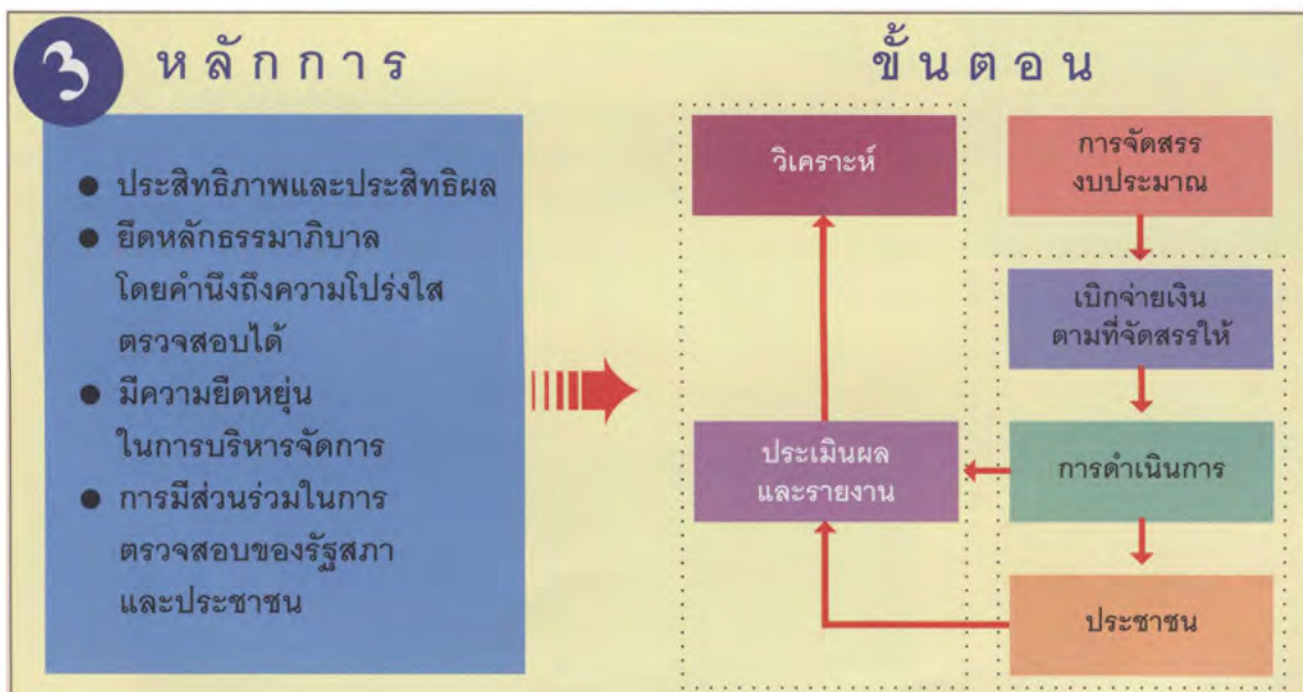 3
หลักการ
● ประสิทธิภาพและประสิทธิผล
● ยึดหลักธรรมาภิบาล
โดยคำนึงถึงความโปร่งใส
ตรวจสอบได้
● มีความยืดหยุ่น
ในการบริหารจัดการ
● การมีส่วนร่วมในการ
ตรวจสอบของรัฐสภา
และประชาชน
ขั้นตอน
วิเคราะห์
การจัดสรร
งบประมาณ
เบิกจ่ายเงิน
ตามที่จัดสรรให้
ประเมินผล
และรายงาน
การดำเนินการ
ประชาชน